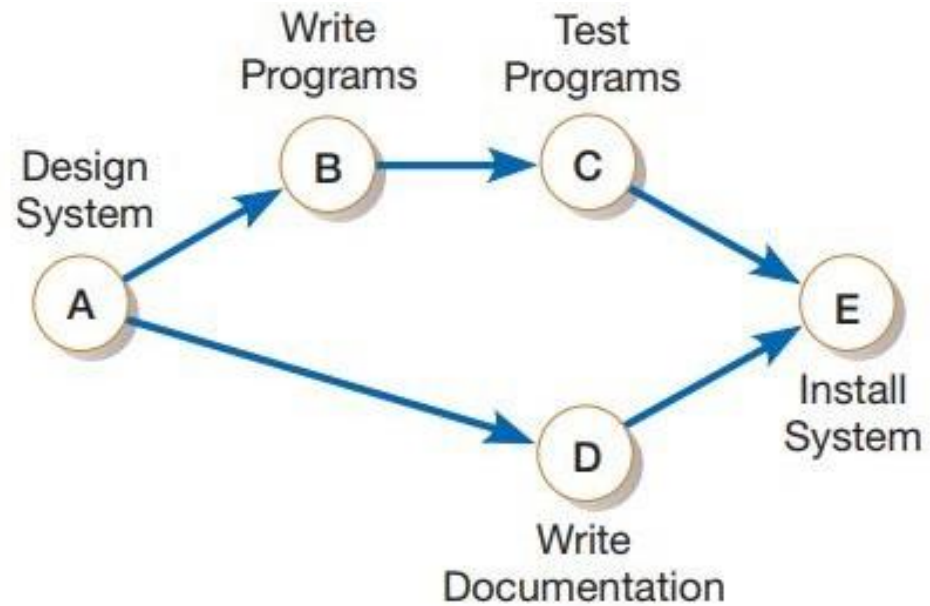 Write
Programs
Test
Programs
Design
System
B
C
A
E
Install
System
D
Write
Documentation